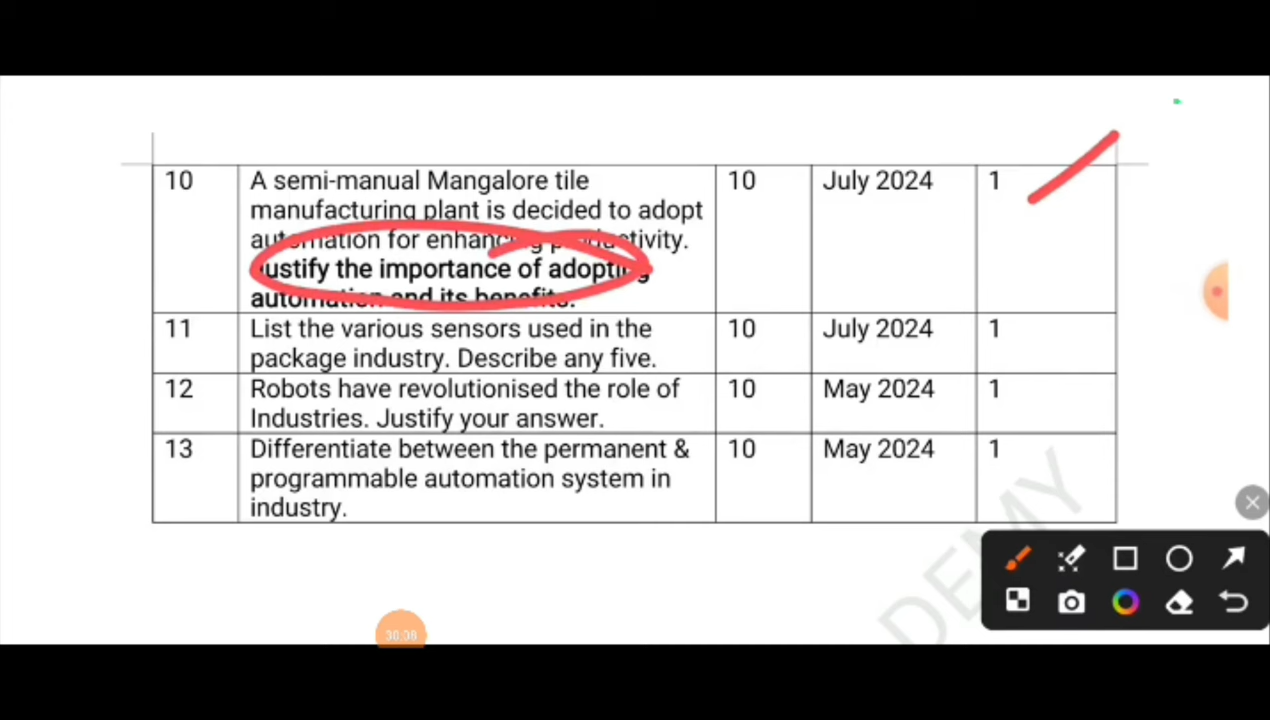 10 A semi-manual Mangalore tile 10 July 2024 1
manufacturing plant is decided to adopt
automation for enhancing productivity.
Justify the importance of adopting
automation and its benefits.
11 List the various sensors used in the 10 July 2024 1
package industry. Describe any five.
12 Robots have revolutionised the role of 10 May 2024 1
Industries. Justify your answer.
13 Differentiate between the permanent & 10 May 2024 1
programmable automation system in
industry.
DEMY
30:08